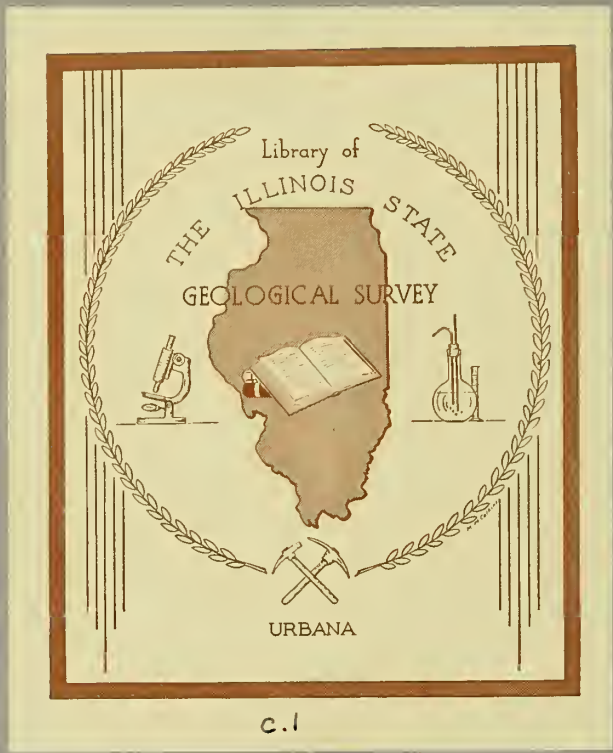 Library of
THE ILLINOIS STATE
GEOLOGICAL SURVEY
URBANA
c.1